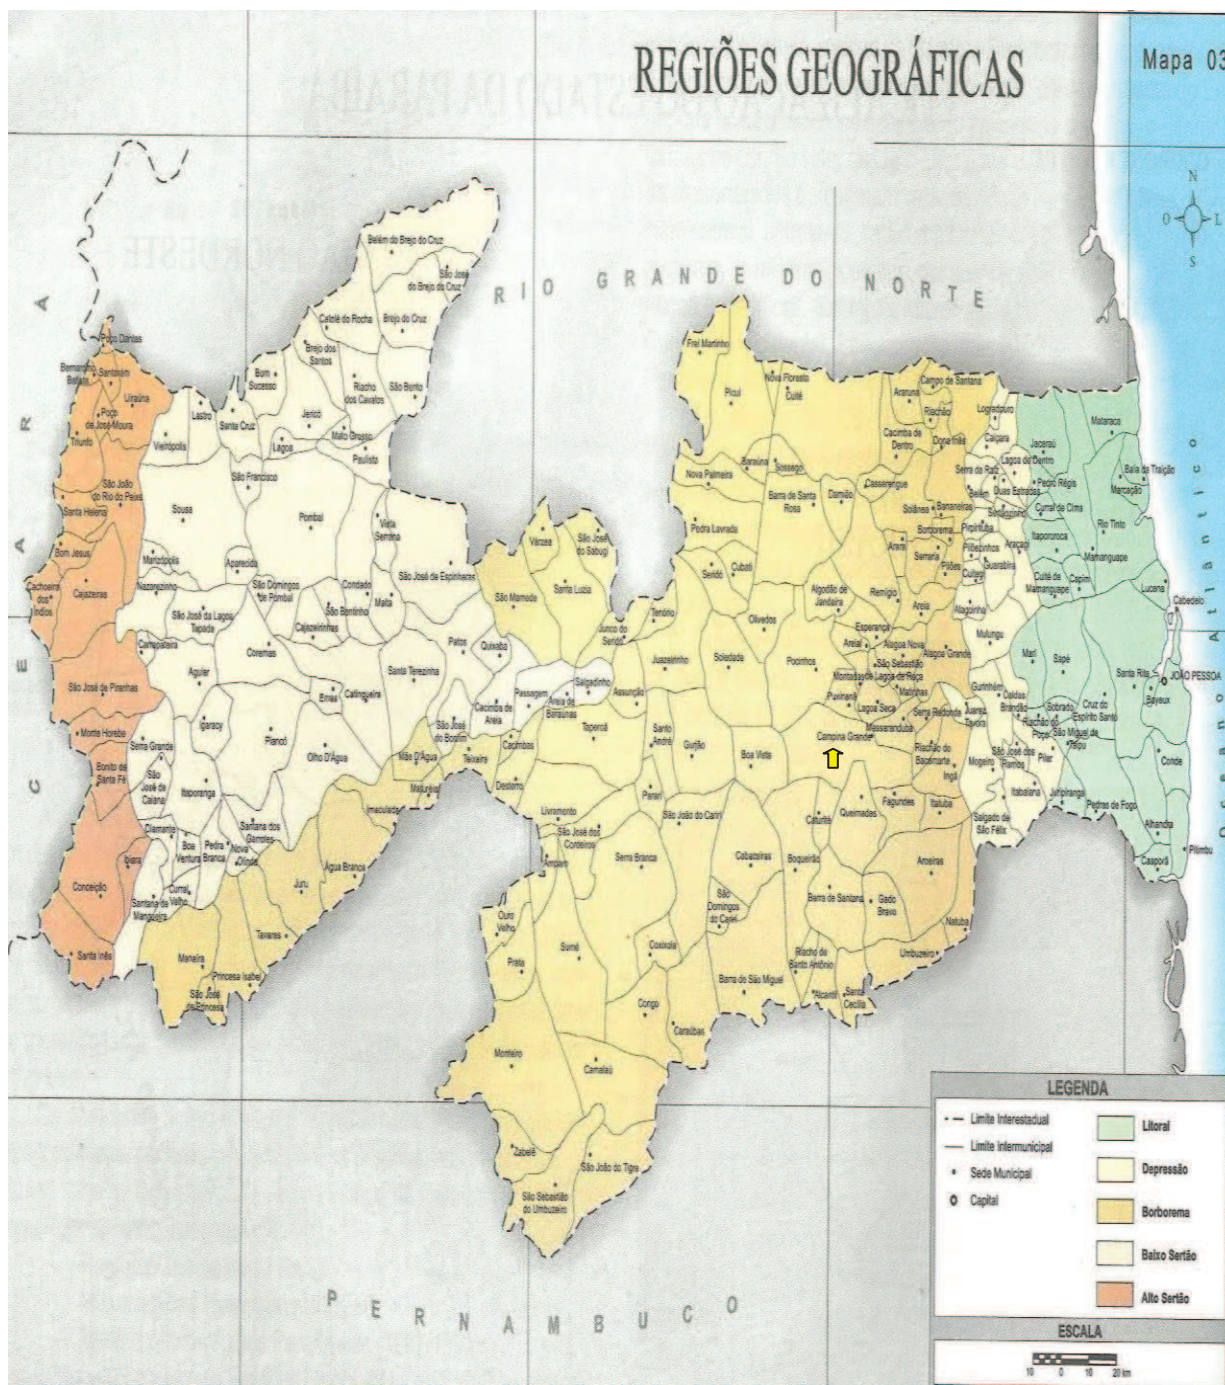 REGIÕES GEOGRÁFICAS
Mapa 03
N
O
L
S
RIO GRANDE DO NORTE
CEARÁ
PERNAMBUCO
Oceano Atlântico
Belém do Brejo do Cruz
São José
do Brejo do Cruz
Catolé do Rocha
Brejo do Cruz
Brejo dos
Santos
Bom
Sucesso
Riacho
dos Cavalos
São Bento
Poço Dantas
Bernardino
Batista
Santarém
Uiraúna
Poço
de José Moura
Triunfo
Lastro
Santa Cruz
Jericó
Mato Grosso
Vieirópolis
Lagoa
Paulista
São João
do Rio do Peixe
São Francisco
Santa Helena
Sousa
Pombal
Vista
Serrana
Bom Jesus
Marizópolis
Aparecida
São José de Espinharas
Cachoeira
dos Índios
Cajazeiras
Nazarezinho
São Domingos
de Pombal
Condado
São Bentinho
Malta
São José da Lagoa
Tapada
Cajazeirinhas
Carrapateira
Coremas
Patos
Quixaba
Aguiar
Santa Terezinha
São José de Piranhas
Emas
Catingueira
Cacimba
de Areia
Passagem
Areia de
Baraúnas
Salgadinho
Igaracy
São José
do Bonfim
Monte Horebe
Serra Grande
Piancó
Olho D'Água
Mãe D'Água
Teixeira
Cacimbas
Bonito de
Santa Fé
São
José de
Caiana
Itaporanga
Maturéia
Desterro
Imaculada
Diamante
Boa
Ventura
Pedra
Branca
Nova
Olinda
Santana dos
Garrotes
Ibiara
Conceição
Santana de
Mangueira
Curral
Velho
Juru
Água Branca
Santa Inês
Tavares
Manaíra
Princesa Isabel
São José
de Princesa
Várzea
São José
do Sabugi
São Mamede
Santa Luzia
Junco do
Seridó
Tenório
Frei Martinho
Nova Floresta
Picuí
Cuité
Araruna
Campo de Santana
Riachão
Cacimba de
Dentro
Dona Inês
Baraúna
Sossego
Nova Palmeira
Barra de Santa
Rosa
Damião
Casserengue
Solânea
Bananeiras
Pedra Lavrada
Borborema
Arara
Serraria
Pilões
Seridó
Cubati
Algodão de
Jandaíra
Remígio
Areia
Olivedos
Esperança
Areial
Alagoa Nova
Alagoa Grande
Juazeirinho
Soledade
Pocinhos
Montadas
São Sebastião
de Lagoa de Roça
Matinhas
Assunção
Puxinanã
Lagoa Seca
Serra Redonda
Massaranduba
Taperoá
Santo
André
Gurjão
Boa Vista
Campina Grande
Riachão do
Bacamarte
Ingá
Livramento
Parari
São João do Cariri
Queimadas
Fagundes
Itatuba
São José dos
Cordeiros
Caturité
Amparo
Serra Branca
Cabaceiras
Boqueirão
Aroeiras
Ouro
Velho
São
Domingos
do Cariri
Barra de Santana
Gado
Bravo
Natuba
Prata
Sumé
Coxixola
Riacho de
Santo Antônio
Umbuzeiro
Barra de São Miguel
Alcantil
Santa
Cecília
Congo
Caraúbas
Monteiro
Camalaú
Zabelê
São João do Tigre
São Sebastião
do Umbuzeiro
Logradouro
Caiçara
Jacaraú
Mataraca
Lagoa de Dentro
Serra da Raiz
Belém
Duas Estradas
Pedro Régis
Baía da Traição
Marcação
Sertãozinho
Curral de Cima
Rio Tinto
Pirpirituba
Araçagi
Itapororoca
Mamanguape
Pilõezinhos
Guarabira
Cuitegi
Cuité de
Mamanguape
Capim
Lucena
Alagoinha
Cabedelo
Mulungu
Mari
Sapé
Santa Rita
JOÃO PESSOA
Bayeux
Gurinhém
Caldas
Brandão
Sobrado
Riachão do
Poço
Cruz do
Espírito Santo
Juarez
Távora
São Miguel de
Taipu
Mogeiro
São José dos
Ramos
Pilar
Conde
Itabaiana
Juripiranga
Pedras de Fogo
Salgado de
São Félix
Alhandra
Pitimbu
Caaporã
LEGENDA
Limite Interestadual
Limite Intermunicipal
Sede Municipal
Capital
Litoral
Depressão
Borborema
Baixo Sertão
Alto Sertão
ESCALA
10 0 10 20 km